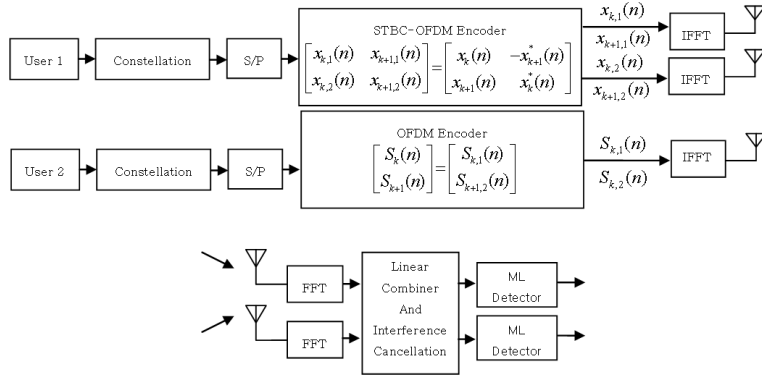 STBC-OFDM Encoder
User 1
Constellation
S/P
[x_{k,1}(n) x_{k+1,1}(n)] = [x_k(n) -x^*_{k+1}(n)]
[x_{k,2}(n) x_{k+1,2}(n)] = [x_{k+1}(n) x^*_k(n)]
x_{k,1}(n)
x_{k+1,1}(n)
IFFT
x_{k,2}(n)
x_{k+1,2}(n)
IFFT
OFDM Encoder
User 2
Constellation
S/P
[S_k(n)] = [S_{k,1}(n)]
[S_{k+1}(n)] = [S_{k+1,2}(n)]
S_{k,1}(n)
S_{k,2}(n)
IFFT
FFT
FFT
Linear
Combiner
And
Interference
Cancellation
ML
Detector
ML
Detector